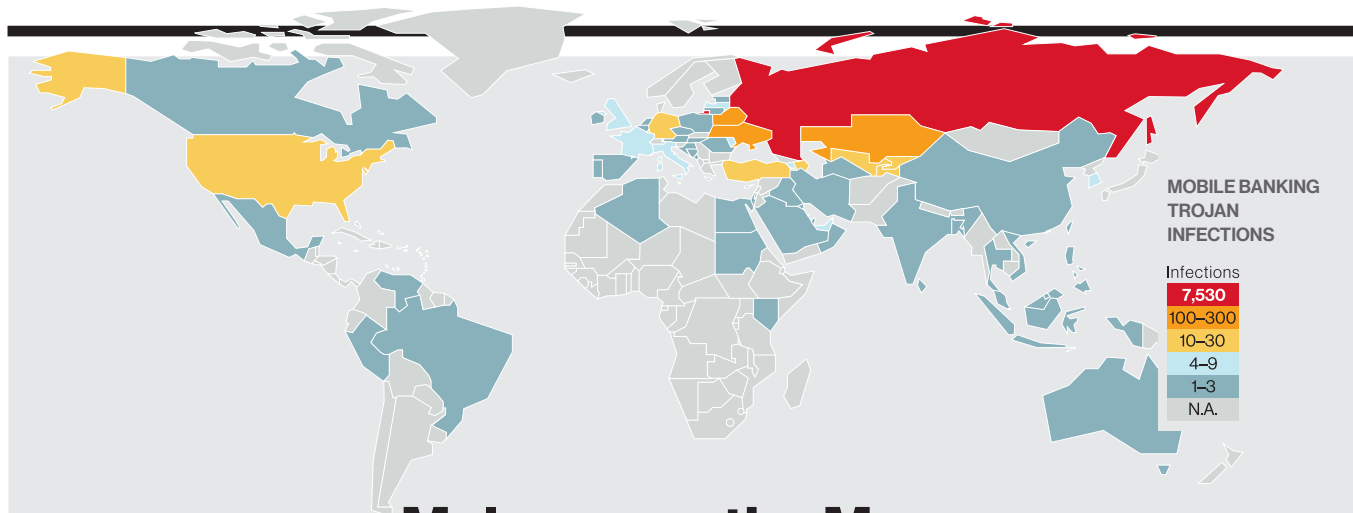 MOBILE BANKING
TROJAN
INFECTIONS
Infections
7,530
100–300
10–30
4–9
1–3
N.A.